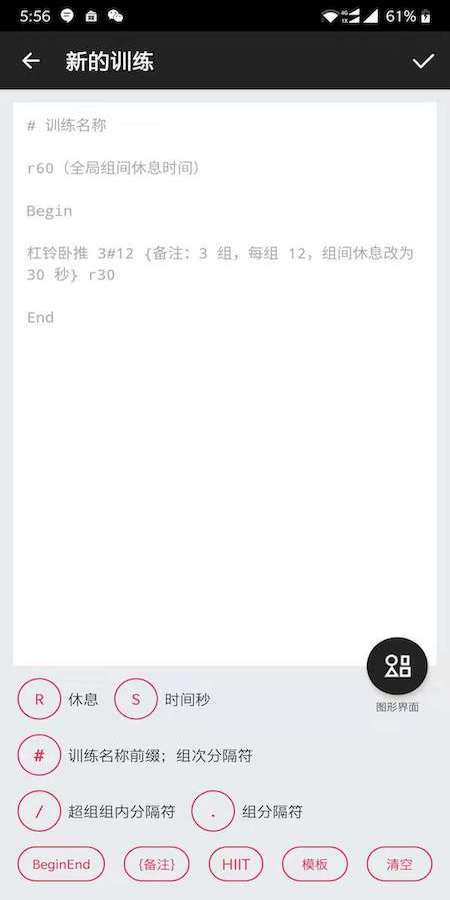 5:56
4G
1X
61%
新的训练
# 训练名称
r60（全局组间休息时间）
Begin
杠铃卧推 3#12 {备注：3 组，每组 12，组间休息改为
30 秒} r30
End
图形界面
R 休息 S 时间秒
# 训练名称前缀；组次分隔符
/ 超组组内分隔符 . 组分隔符
BeginEnd {备注} HIIT 模板 清空